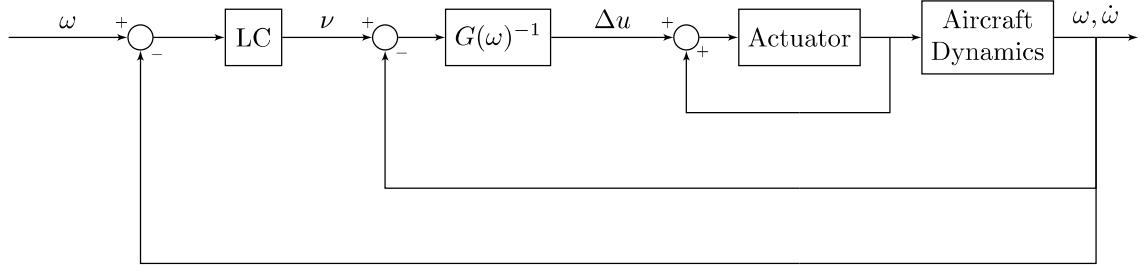 ω
+
−
LC
ν
+
−
G(ω)⁻¹
Δu
+
+
Actuator
Aircraft
Dynamics
ω, ω̇